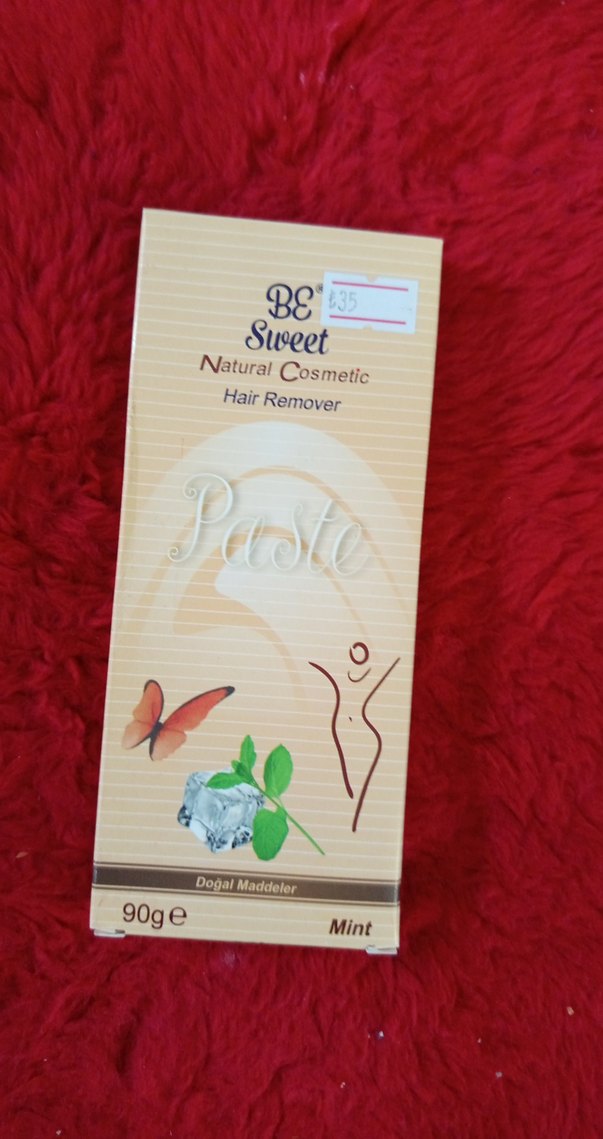 BE®
₺35
Sweet
Natural Cosmetic
Hair Remover
Paste
Doğal Maddeler
90g℮
Mint